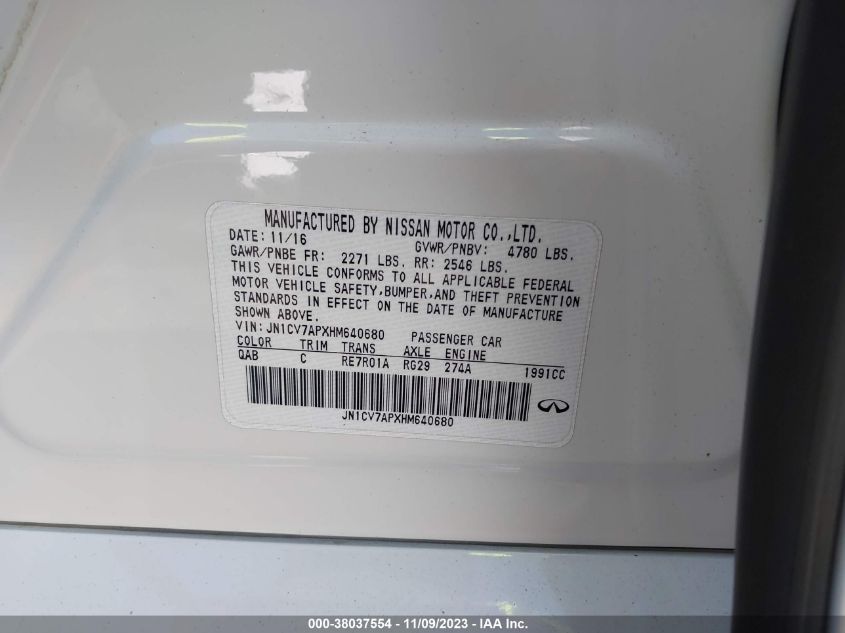 MANUFACTURED BY NISSAN MOTOR CO.,LTD.
DATE: 11/16 GVWR/PNBV: 4780 LBS.
GAWR/PNBE FR: 2271 LBS. RR: 2546 LBS.
THIS VEHICLE CONFORMS TO ALL APPLICABLE FEDERAL
MOTOR VEHICLE SAFETY,BUMPER,AND THEFT PREVENTION
STANDARDS IN EFFECT ON THE DATE OF MANUFACTURE
SHOWN ABOVE.
VIN: JN1CV7APXHM640680 PASSENGER CAR
COLOR TRIM TRANS AXLE ENGINE
QAB C RE7R01A RG29 274A 1991CC
JN1CV7APXHM640680
000-38037554 — 11/09/2023 — IAA Inc.